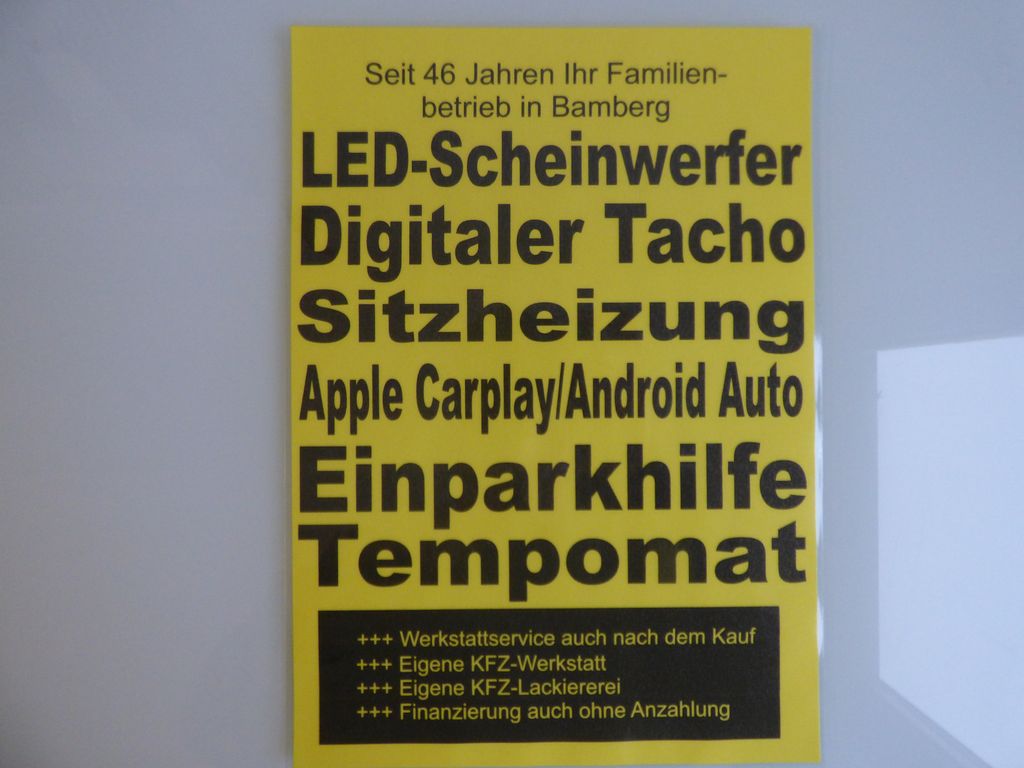 Seit 46 Jahren Ihr Familien-
betrieb in Bamberg
LED-Scheinwerfer
Digitaler Tacho
Sitzheizung
Apple Carplay/Android Auto
Einparkhilfe
Tempomat
+++ Werkstattservice auch nach dem Kauf
+++ Eigene KFZ-Werkstatt
+++ Eigene KFZ-Lackiererei
+++ Finanzierung auch ohne Anzahlung